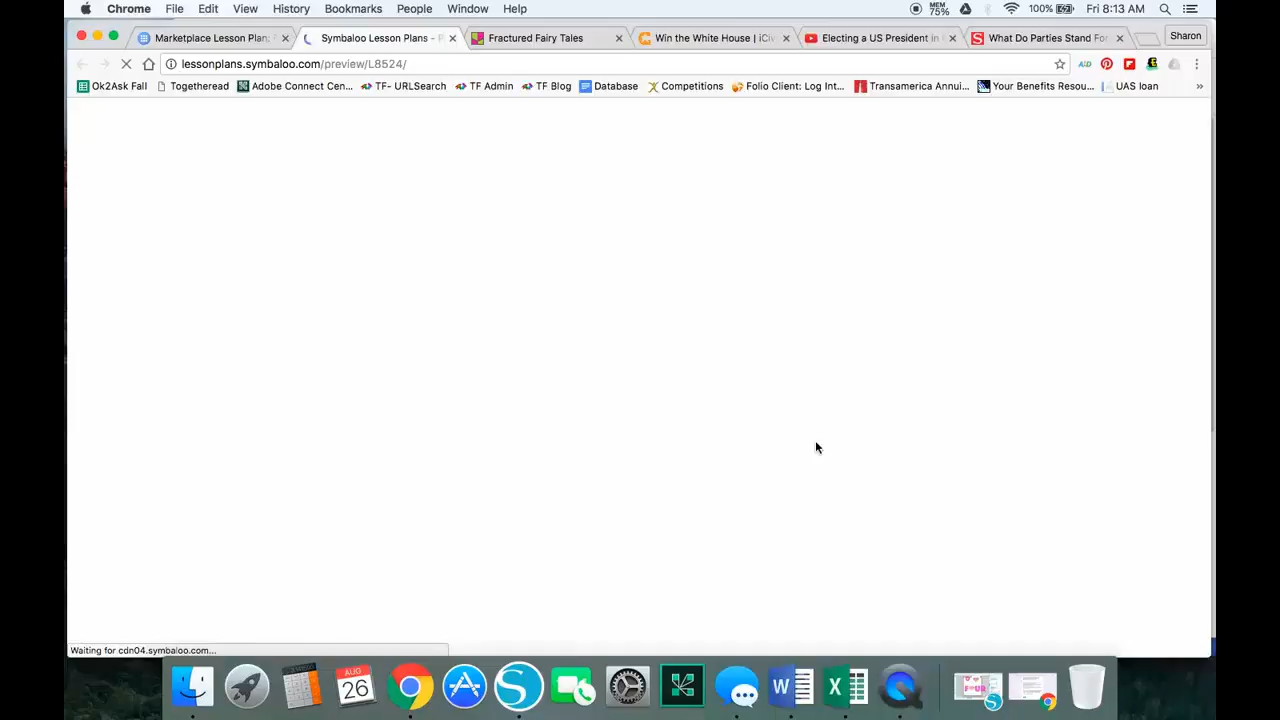 Chrome File Edit View History Bookmarks People Window Help MEM 75% 100% Fri 8:13 AM
Marketplace Lesson Plan: Symbaloo Lesson Plans - P Fractured Fairy Tales Win the White House | iCiv Electing a US President in What Do Parties Stand For Sharon
lessonplans.symbaloo.com/preview/L8524/
Ok2Ask Fall Togetheread Adobe Connect Cen... TF- URLSearch TF Admin TF Blog Database Competitions Folio Client: Log Int... Transamerica Annui... Your Benefits Resou... UAS loan »
Waiting for cdn04.symbaloo.com...
AUG
26